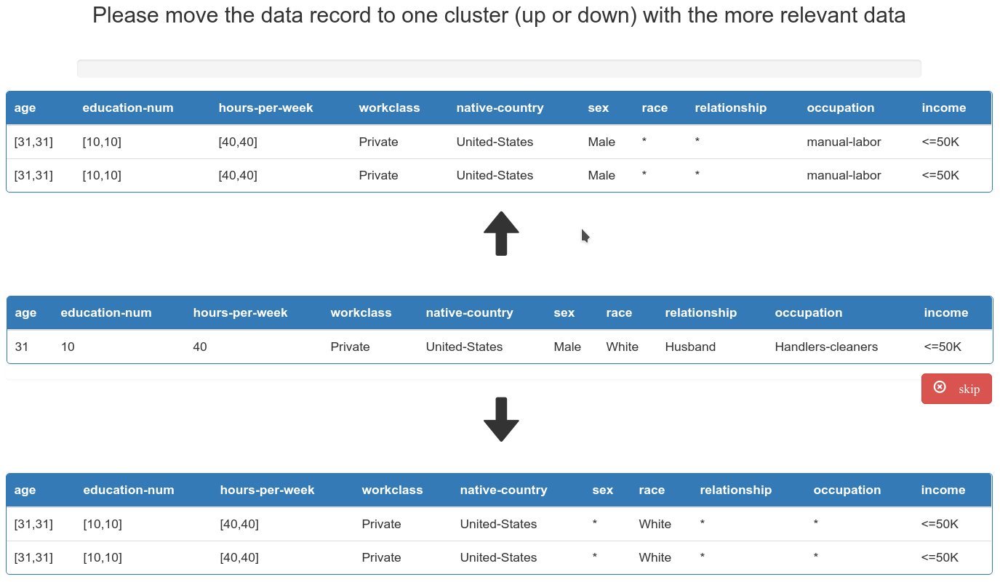 Please move the data record to one cluster (up or down) with the more relevant data
age education-num hours-per-week workclass native-country sex race relationship occupation income
[31,31] [10,10] [40,40] Private United-States Male * * manual-labor <=50K
[31,31] [10,10] [40,40] Private United-States Male * * manual-labor <=50K
age education-num hours-per-week workclass native-country sex race relationship occupation income
31 10 40 Private United-States Male White Husband Handlers-cleaners <=50K
skip
age education-num hours-per-week workclass native-country sex race relationship occupation income
[31,31] [10,10] [40,40] Private United-States * White * * <=50K
[31,31] [10,10] [40,40] Private United-States * White * * <=50K